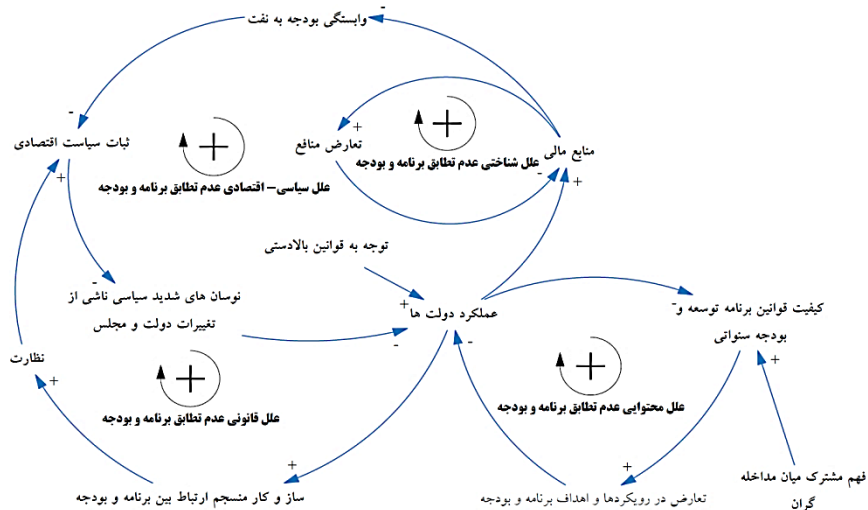 وابستگی بودجه به نفت
ثبات سیاست اقتصادی
تعارض منافع
منابع مالی
علل شناختی عدم تطابق برنامه و بودجه
علل سیاسی- اقتصادی عدم تطابق برنامه و بودجه
توجه به قوانین بالادستی
نوسان های شدید سیاسی ناشی از
تغییرات دولت و مجلس
عملکرد دولت ها
کیفیت قوانین برنامه توسعه و
بودجه سنواتی
نظارت
علل قانونی عدم تطابق برنامه و بودجه
علل محتوایی عدم تطابق برنامه و بودجه
ساز و کار منسجم ارتباط بین برنامه و بودجه
تعارض در رویکردها و اهداف برنامه و بودجه
فهم مشترک میان مداخله
گران